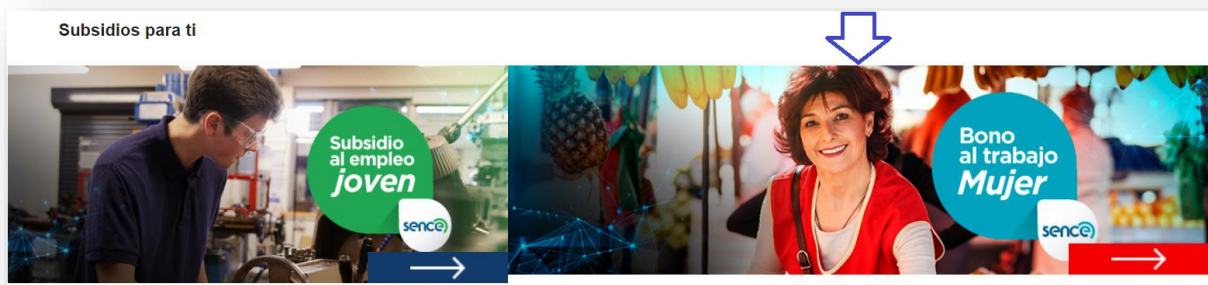 Subsidios para ti
Subsidio
al empleo
joven
sence
Bono
al trabajo
Mujer
sence